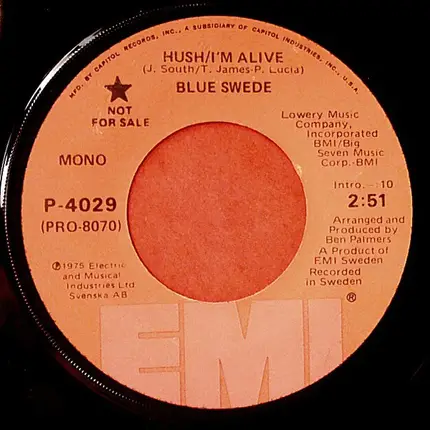 MFD. BY CAPITOL RECORDS, INC., A SUBSIDIARY OF CAPITOL INDUSTRIES, INC., U.S.A.
HUSH/I'M ALIVE
(J. South/T. James-P. Lucia)
BLUE SWEDE
NOT
FOR SALE
MONO
P-4029
(PRO-8070)
℗1975 Electric
and Musical
Industries Ltd
Svenska AB
Lowery Music
Company,
Incorporated
BMI/Big
Seven Music
Corp.-BMI
Intro.-:10
2:51
Arranged and
Produced by
Ben Palmers
A Product of
EMI Sweden
Recorded
in Sweden
EMI®